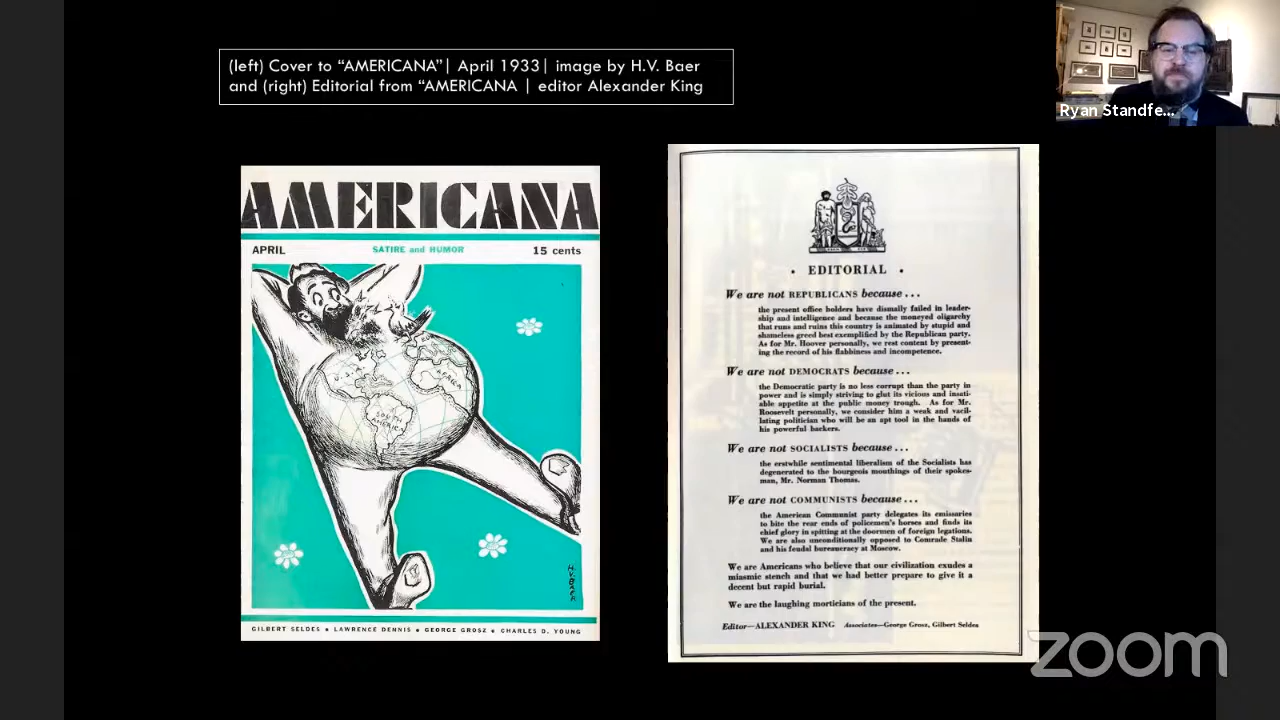 (left) Cover to “AMERICANA”| April 1933| image by H.V. Baer
and (right) Editorial from “AMERICANA | editor Alexander King
Ryan Standfe...
AMERICANA
APRIL
SATIRE and HUMOR
15 cents
AFRICA
SOUTH
H.V.BAER
GILBERT SELDES • LAWRENCE DENNIS • GEORGE GROSZ • CHARLES D. YOUNG
• EDITORIAL •
We are not REPUBLICANS because . . .
the present office holders have dismally failed in leader-
ship and intelligence and because the moneyed oligarchy
that runs and ruins this country is animated by stupid and
shameless greed best exemplified by the Republican party.
As for Mr. Hoover personally, we rest content by present-
ing the record of his flabbiness and incompetence.
We are not DEMOCRATS because . . .
the Democratic party is no less corrupt than the party in
power and is simply striving to glut its vicious and insati-
able appetite at the public money trough. As for Mr.
Roosevelt personally, we consider him a weak and vacil-
lating politician who will be an apt tool in the hands of
his powerful backers.
We are not SOCIALISTS because . . .
the erstwhile sentimental liberalism of the Socialists has
degenerated to the bourgeois mouthings of their spokes-
man, Mr. Norman Thomas.
We are not COMMUNISTS because . . .
the American Communist party delegates its emissaries
to bite the rear ends of policemen's horses and finds its
chief glory in spitting at the doormen of foreign legations.
We are also unconditionally opposed to Comrade Stalin
and his feudal bureaucracy at Moscow.
We are Americans who believe that our civilization exudes a
miasmic stench and that we had better prepare to give it a
decent but rapid burial.
We are the laughing morticians of the present.
Editor—ALEXANDER KING Associates—George Grosz, Gilbert Seldes
zoom